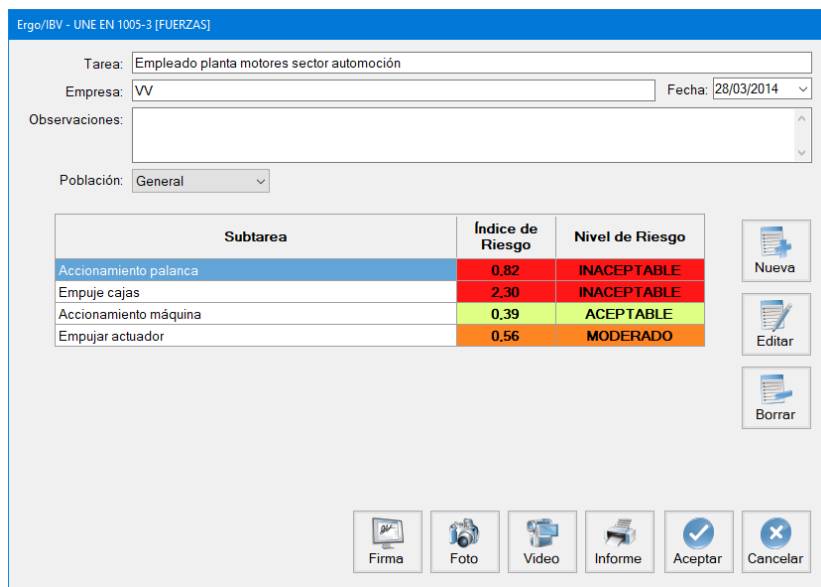 Ergo/IBV - UNE EN 1005-3 [FUERZAS]
Tarea: Empleado planta motores sector automoción
Empresa: VV Fecha: 28/03/2014
Observaciones:
Población: General
Subtarea Índice de Riesgo Nivel de Riesgo
Accionamiento palanca 0,82 INACEPTABLE
Empuje cajas 2,30 INACEPTABLE
Accionamiento máquina 0,39 ACEPTABLE
Empujar actuador 0,56 MODERADO
Nueva
Editar
Borrar
Firma Foto Video Informe Aceptar Cancelar